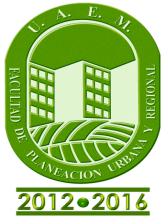 U. A. E. M.
FACULTAD DE PLANEACION URBANA Y REGIONAL
2012•2016